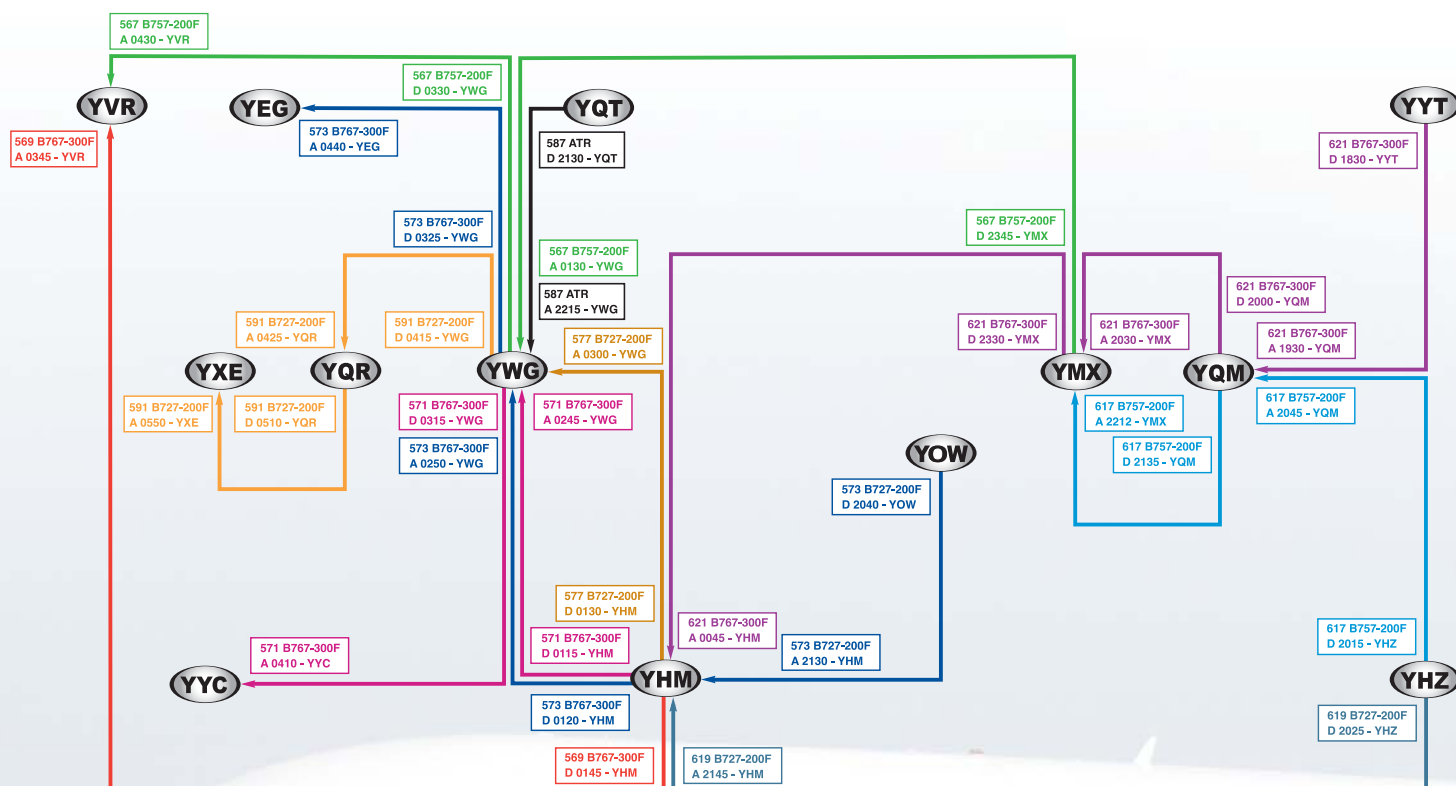 567 B757-200F
A 0430 - YVR
567 B757-200F
D 0330 - YWG
YVR
YEG
YQT
YYT
569 B767-300F
A 0345 - YVR
573 B767-300F
A 0440 - YEG
587 ATR
D 2130 - YQT
621 B767-300F
D 1830 - YYT
573 B767-300F
D 0325 - YWG
567 B757-200F
D 2345 - YMX
567 B757-200F
A 0130 - YWG
587 ATR
A 2215 - YWG
621 B767-300F
D 2000 - YQM
591 B727-200F
A 0425 - YQR
591 B727-200F
D 0415 - YWG
577 B727-200F
A 0300 - YWG
621 B767-300F
D 2330 - YMX
621 B767-300F
A 2030 - YMX
621 B767-300F
A 1930 - YQM
YXE
YQR
YWG
YMX
YQM
591 B727-200F
A 0550 - YXE
591 B727-200F
D 0510 - YQR
571 B767-300F
D 0315 - YWG
571 B767-300F
A 0245 - YWG
617 B757-200F
A 2212 - YMX
617 B757-200F
A 2045 - YQM
573 B767-300F
A 0250 - YWG
617 B757-200F
D 2135 - YQM
YOW
573 B727-200F
D 2040 - YOW
577 B727-200F
D 0130 - YHM
571 B767-300F
A 0410 - YYC
571 B767-300F
D 0115 - YHM
621 B767-300F
A 0045 - YHM
573 B727-200F
A 2130 - YHM
617 B757-200F
D 2015 - YHZ
YYC
YHM
YHZ
573 B767-300F
D 0120 - YHM
619 B727-200F
D 2025 - YHZ
569 B767-300F
D 0145 - YHM
619 B727-200F
A 2145 - YHM